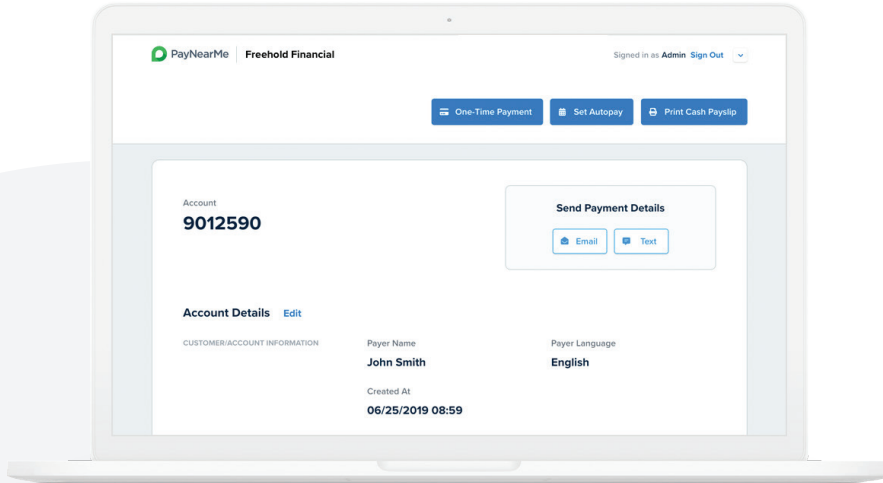 PayNearMe Freehold Financial Signed in as Admin Sign Out
One-Time Payment Set Autopay Print Cash Payslip
Account
9012590
Send Payment Details
Email Text
Account Details Edit
CUSTOMER/ACCOUNT INFORMATION Payer Name Payer Language
John Smith English
Created At
06/25/2019 08:59